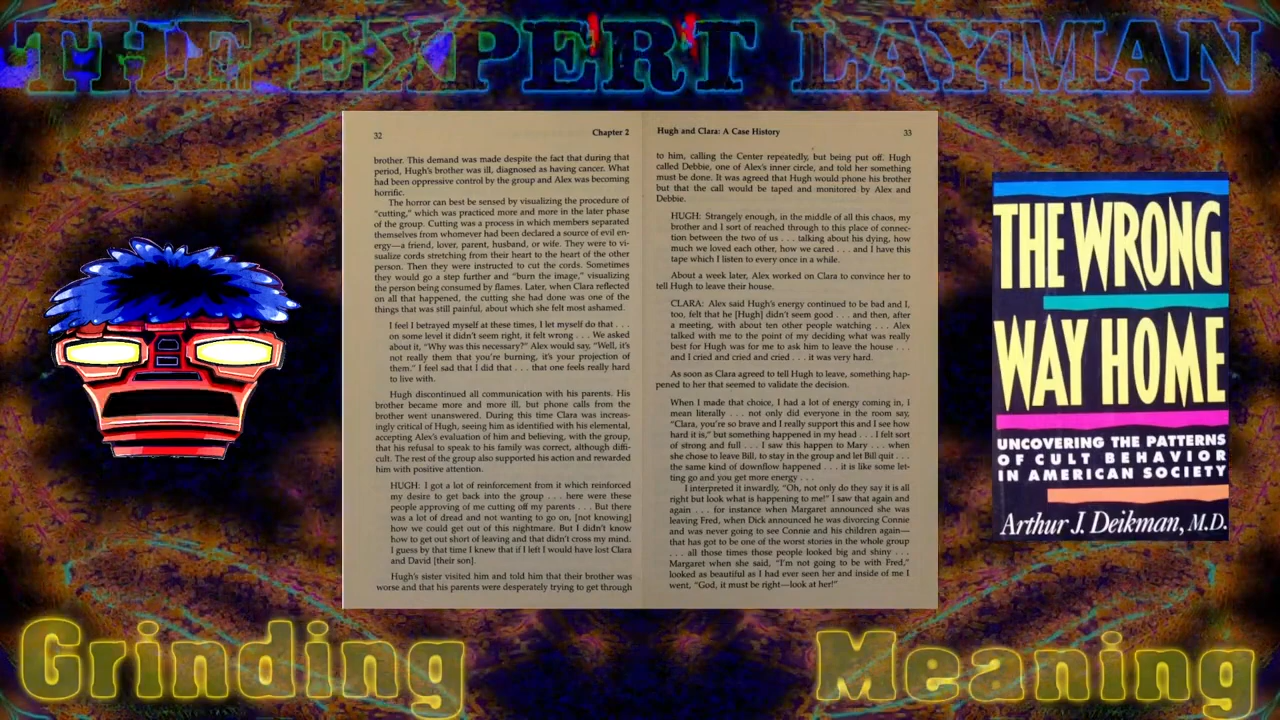 THE EXPERT LAYMAN
32
Chapter 2
brother. This demand was made despite the fact that during that
period, Hugh's brother was ill, diagnosed as having cancer. What
had been oppressive control by the group and Alex was becoming
horrific.
The horror can best be sensed by visualizing the procedure of
"cutting," which was practiced more and more in the later phase
of the group. Cutting was a process in which members separated
themselves from whomever had been declared a source of evil en-
ergy—a friend, lover, parent, husband, or wife. They were to vi-
sualize cords stretching from their heart to the heart of the other
person. Then they were instructed to cut the cords. Sometimes
they would go a step further and "burn the image," visualizing
the person being consumed by flames. Later, when Clara reflected
on all that happened, the cutting she had done was one of the
things that was still painful, about which she felt most ashamed.
I feel I betrayed myself at these times, I let myself do that . . .
on some level it didn't seem right, it felt wrong . . . We asked
about it, "Why was this necessary?" Alex would say, "Well, it's
not really them that you're burning, it's your projection of
them." I feel sad that I did that . . . that one feels really hard
to live with.
Hugh discontinued all communication with his parents. His
brother became more and more ill, but phone calls from the
brother went unanswered. During this time Clara was increas-
ingly critical of Hugh, seeing him as identified with his elemental,
accepting Alex's evaluation of him and believing, with the group,
that his refusal to speak to his family was correct, although diffi-
cult. The rest of the group also supported his action and rewarded
him with positive attention.
HUGH: I got a lot of reinforcement from it which reinforced
my desire to get back into the group . . . here were these
people approving of me cutting off my parents . . . But there
was a lot of dread and not wanting to go on, [not knowing]
how we could get out of this nightmare. But I didn't know
how to get out short of leaving and that didn't cross my mind.
I guess by that time I knew that if I left I would have lost Clara
and David [their son].
Hugh's sister visited him and told him that their brother was
worse and that his parents were desperately trying to get through
Hugh and Clara: A Case History
33
to him, calling the Center repeatedly, but being put off. Hugh
called Debbie, one of Alex's inner circle, and told her something
must be done. It was agreed that Hugh would phone his brother
but that the call would be taped and monitored by Alex and
Debbie.
HUGH: Strangely enough, in the middle of all this chaos, my
brother and I sort of reached through to this place of connec-
tion between the two of us . . . talking about his dying, how
much we loved each other, how we cared . . . and I have this
tape which I listen to every once in a while.
About a week later, Alex worked on Clara to convince her to
tell Hugh to leave their house.
CLARA: Alex said Hugh's energy continued to be bad and I,
too, felt that he [Hugh] didn't seem good . . . and then, after
a meeting, with about ten other people watching . . . Alex
talked with me to the point of my deciding what was really
best for Hugh was for me to ask him to leave the house . . .
and I cried and cried and cried . . . it was very hard.
As soon as Clara agreed to tell Hugh to leave, something hap-
pened to her that seemed to validate the decision.
When I made that choice, I had a lot of energy coming in, I
mean literally . . . not only did everyone in the room say,
"Clara, you're so brave and I really support this and I see how
hard it is," but something happened in my head . . . I felt sort
of strong and full . . . I saw this happen to Mary . . . when
she chose to leave Bill, to stay in the group and let Bill quit . . .
the same kind of downflow happened . . . it is like some let-
ting go and you get more energy . . .
I interpreted it inwardly, "Oh, not only do they say it is all
right but look what is happening to me!" I saw that again and
again . . . for instance when Margaret announced she was
leaving Fred, when Dick announced he was divorcing Connie
and was never going to see Connie and his children again—
that has got to be one of the worst stories in the whole group
. . . all those times those people looked big and shiny . . .
Margaret when she said, "I'm not going to be with Fred,"
looked as beautiful as I had ever seen her and inside of me I
went, "God, it must be right—look at her!"
THE WRONG
WAY HOME
UNCOVERING THE PATTERNS
OF CULT BEHAVIOR
IN AMERICAN SOCIETY
Arthur J. Deikman, M.D.
Grinding
Meaning